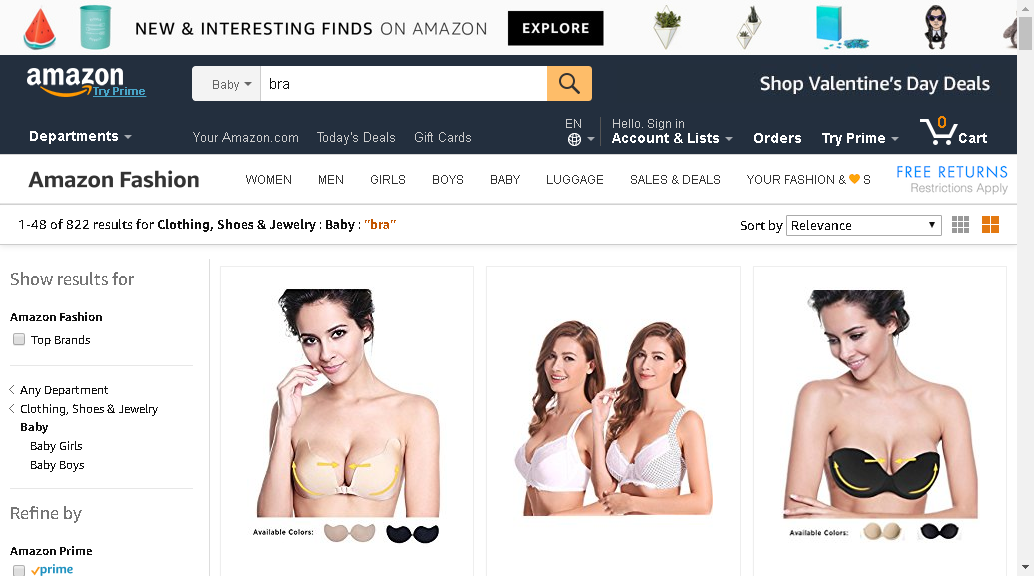 NEW & INTERESTING FINDS ON AMAZON EXPLORE
amazon
Try Prime
Baby bra
Shop Valentine's Day Deals
Departments
Your Amazon.com Today's Deals Gift Cards
EN
Hello. Sign in
Account & Lists
Orders
Try Prime
0
Cart
Amazon Fashion
WOMEN MEN GIRLS BOYS BABY LUGGAGE SALES & DEALS YOUR FASHION & 🧡 S
FREE RETURNS
Restrictions Apply
1-48 of 822 results for Clothing, Shoes & Jewelry : Baby : "bra"
Sort by Relevance
Show results for
Amazon Fashion
Top Brands
Any Department
Clothing, Shoes & Jewelry
Baby
Baby Girls
Baby Boys
Refine by
Amazon Prime
prime
Available Colors:
Available Colors: